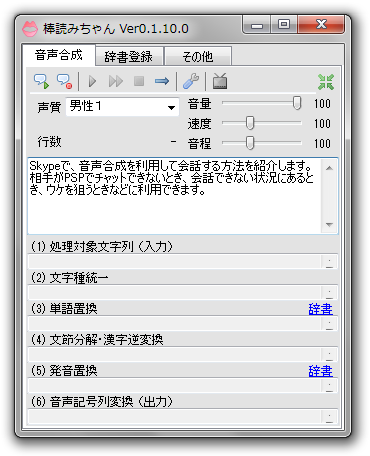 棒読みちゃん Ver0.1.10.0
音声合成 辞書登録 その他
声質 男性1 音量 100
速度 100
行数 - 音程 100
Skypeで、音声合成を利用して会話する方法を紹介します。
相手がPSPでチャットできないとき、会話できない状況にあると
き、ウケを狙うときなどに利用できます。
(1) 処理対象文字列 (入力)
(2) 文字種統一
(3) 単語置換 辞書
(4) 文節分解・漢字逆変換
(5) 発音置換 辞書
(6) 音声記号列変換 (出力)